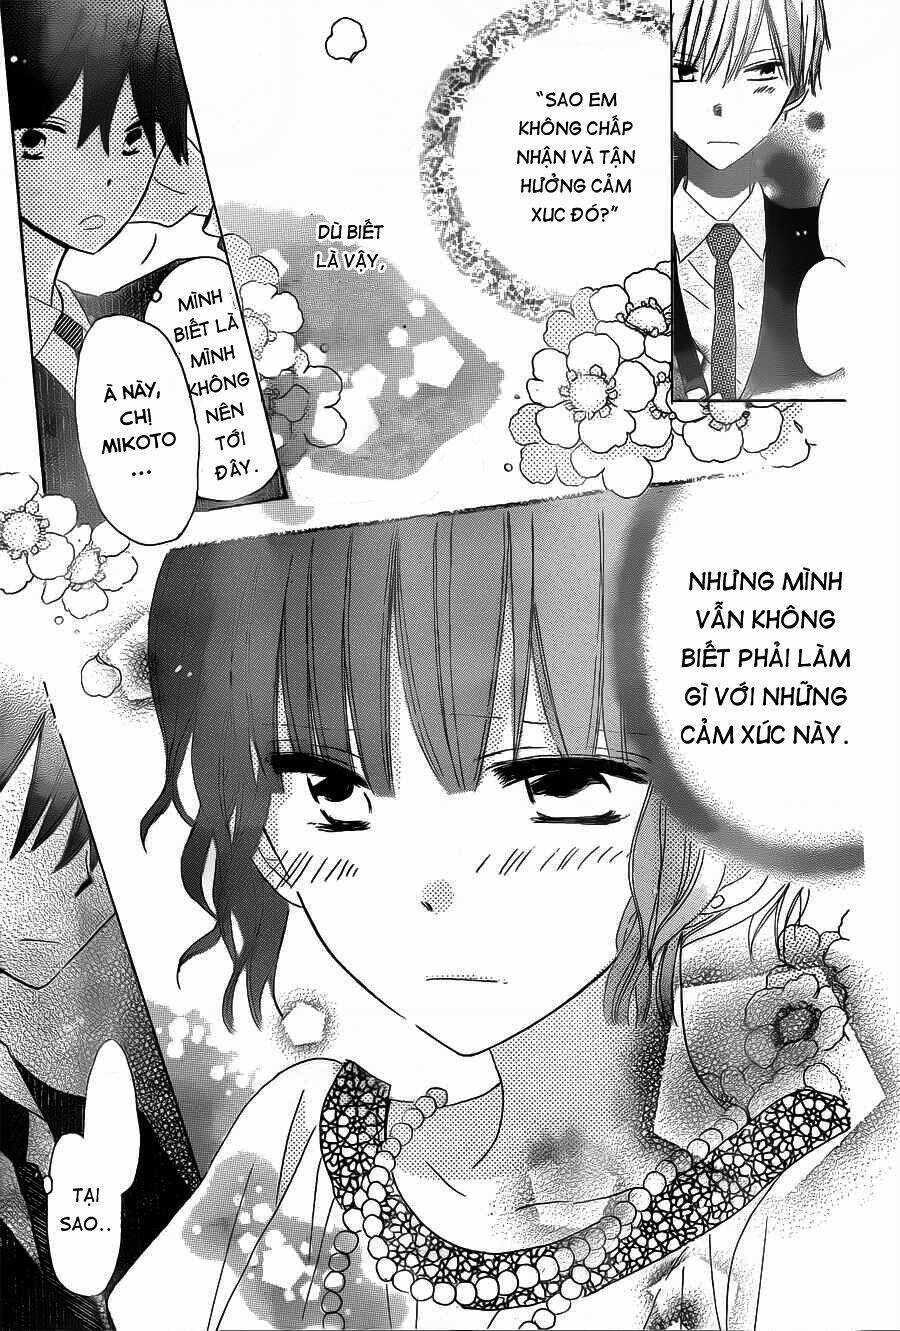 “SAO EM
KHÔNG CHẤP
NHẬN VÀ TẬN
HƯỞNG CẢM
XUC ĐÓ?”
DÙ BIẾT
LÀ VẬY,
MÌNH
BIẾT LÀ
MÌNH
KHÔNG
NÊN
TỚI
ĐÂY.
À NÀY,
CHỊ
MIKOTO
...
NHƯNG MÌNH
VẪN KHÔNG
BIẾT PHẢI LÀM
GÌ VỚI NHỮNG
CẢM XÚC NÀY.
TẠI
SAO..